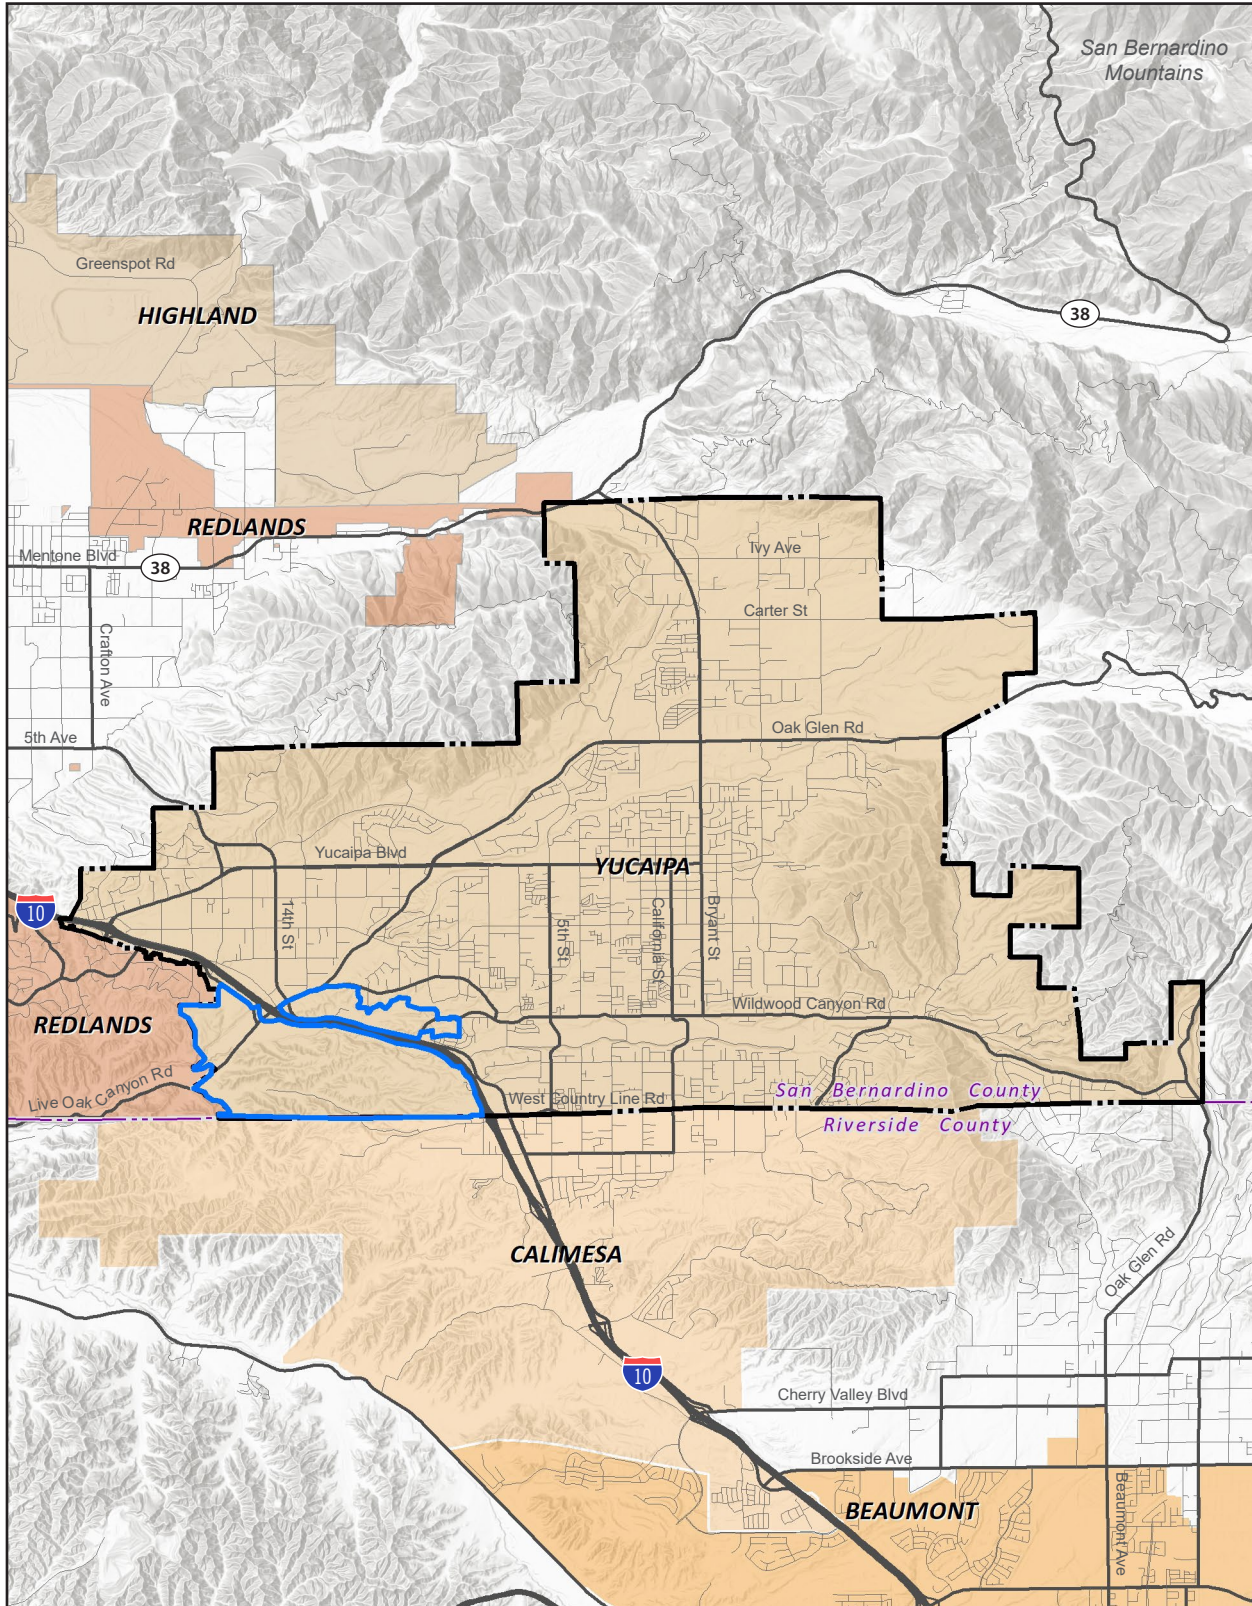 San Bernardino
Mountains
Greenspot Rd
HIGHLAND
38
REDLANDS
Mentone Blvd
38
Ivy Ave
Carter St
Crafton Ave
5th Ave
Oak Glen Rd
Yucaipa Blvd
YUCAIPA
10
14th St
5th St
California St
Bryant St
Wildwood Canyon Rd
REDLANDS
Live Oak Canyon Rd
West Country Line Rd
San Bernardino County
Riverside County
CALIMESA
Oak Glen Rd
10
Cherry Valley Blvd
Brookside Ave
BEAUMONT
Beaumont Ave